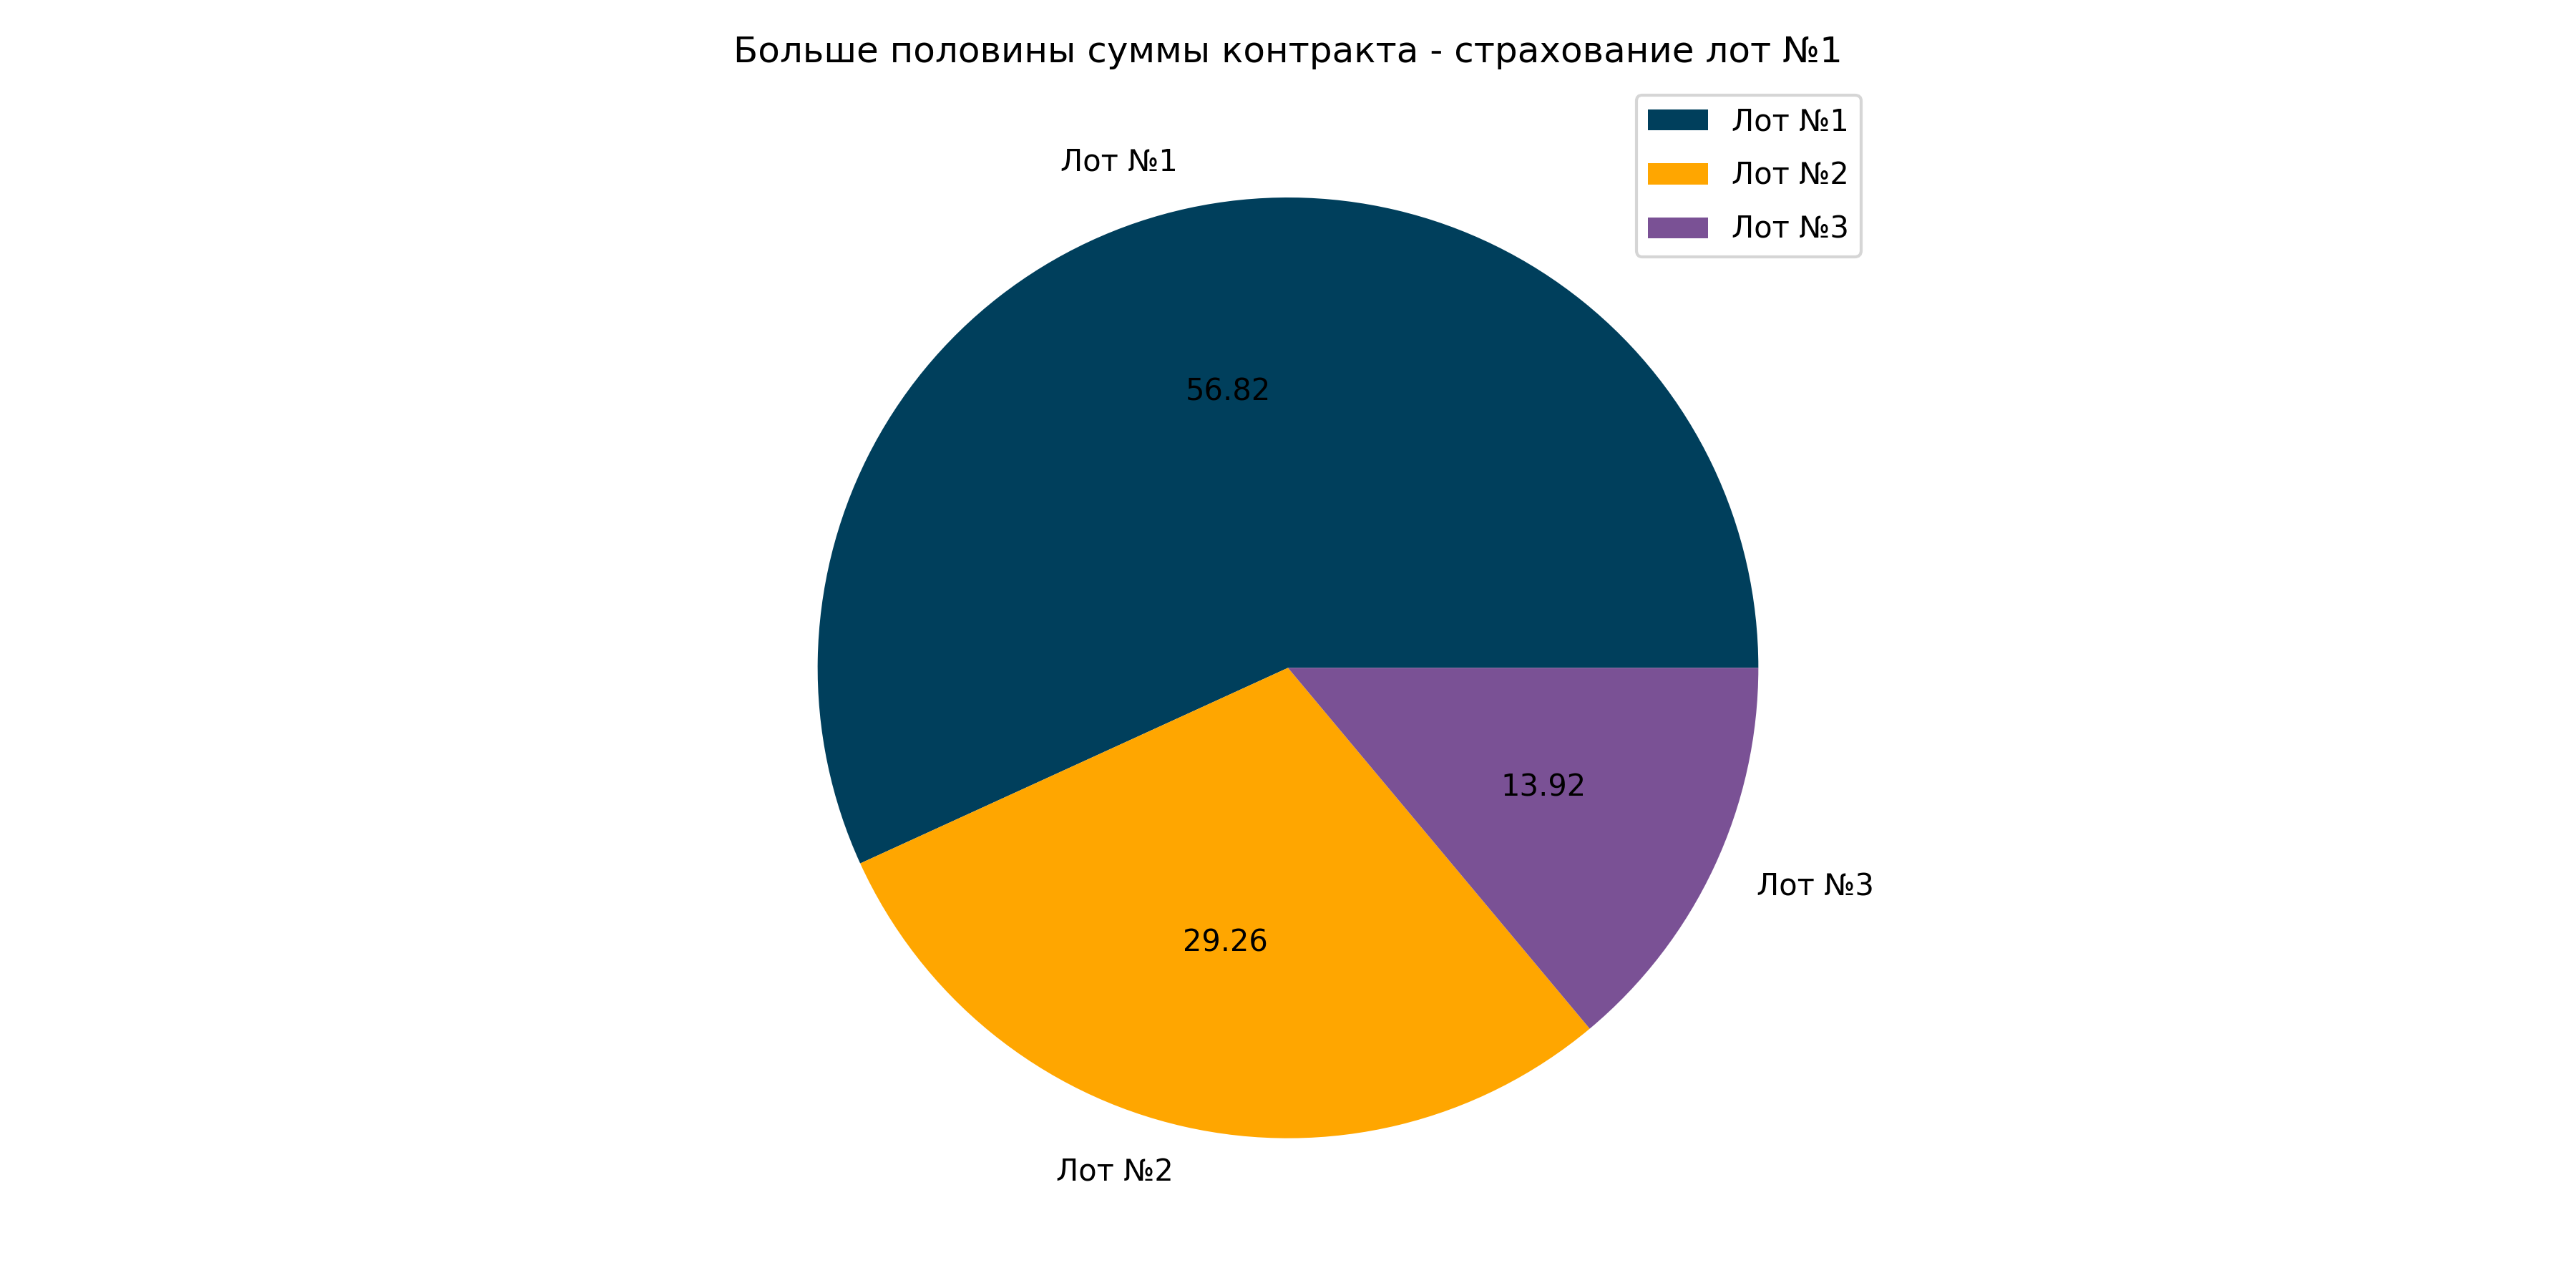 Больше половины суммы контракта - страхование лот №1
Лот №1
Лот №2
Лот №3
Лот №1
56.82
13.92
Лот №3
29.26
Лот №2